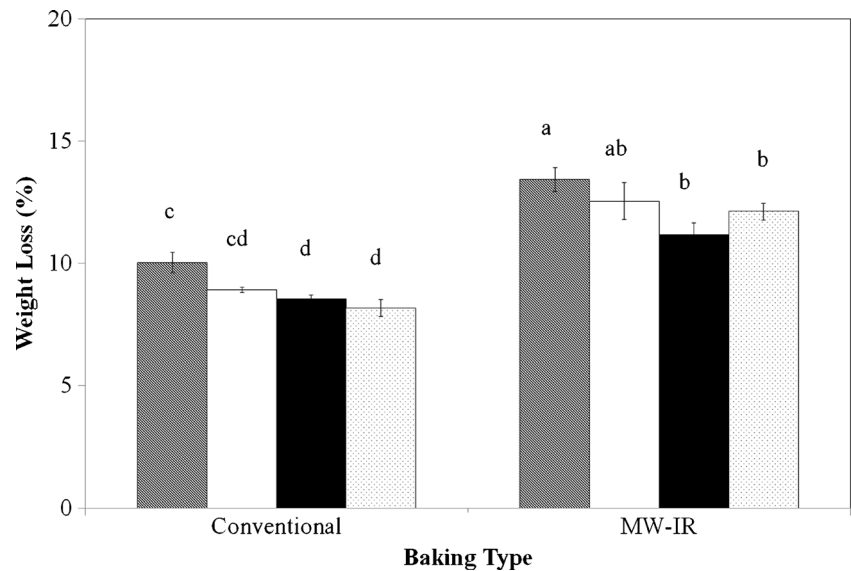 20
15
10
5
0
Weight Loss (%)
a
ab
b
b
c
cd
d
d
Conventional
MW-IR
Baking Type